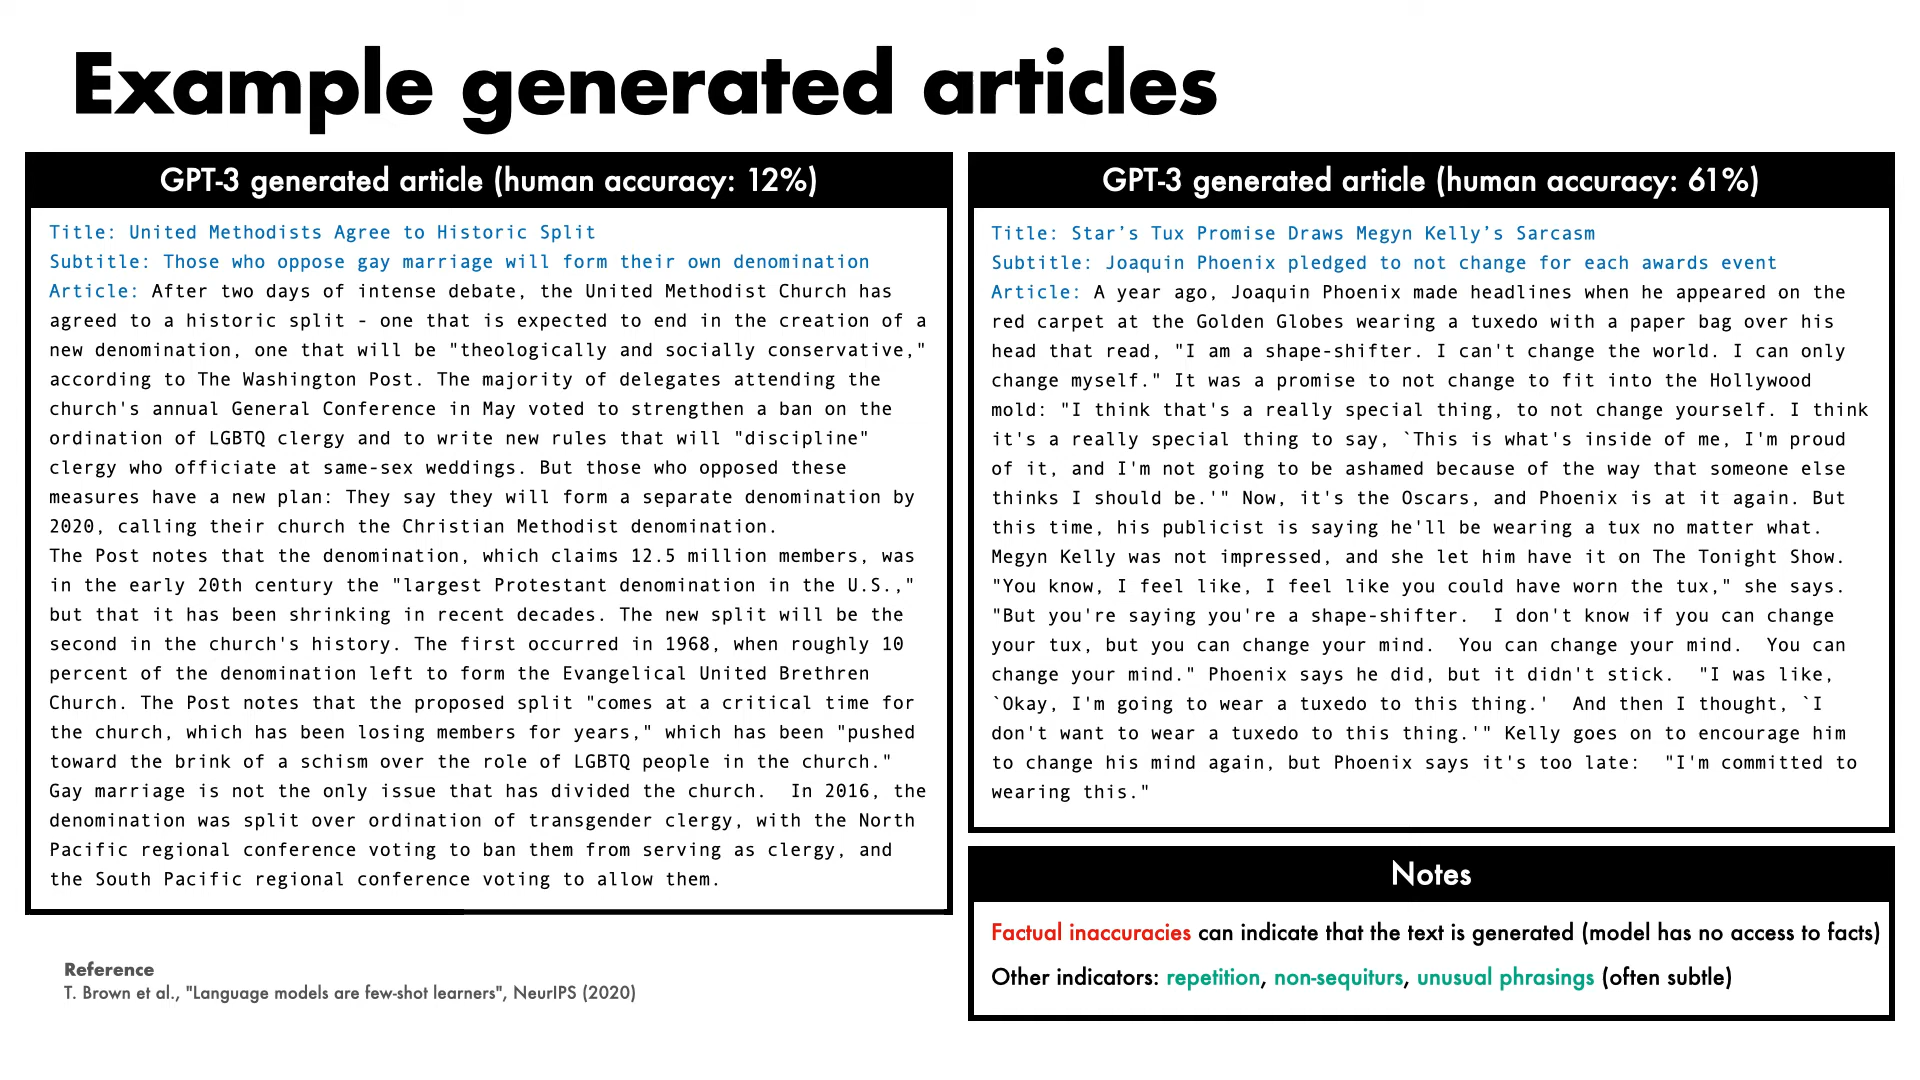 Example generated articles
GPT-3 generated article (human accuracy: 12%)
Title: United Methodists Agree to Historic Split
Subtitle: Those who oppose gay marriage will form their own denomination
Article: After two days of intense debate, the United Methodist Church has
agreed to a historic split - one that is expected to end in the creation of a
new denomination, one that will be "theologically and socially conservative,"
according to The Washington Post. The majority of delegates attending the
church's annual General Conference in May voted to strengthen a ban on the
ordination of LGBTQ clergy and to write new rules that will "discipline"
clergy who officiate at same-sex weddings. But those who opposed these
measures have a new plan: They say they will form a separate denomination by
2020, calling their church the Christian Methodist denomination.
The Post notes that the denomination, which claims 12.5 million members, was
in the early 20th century the "largest Protestant denomination in the U.S.,"
but that it has been shrinking in recent decades. The new split will be the
second in the church's history. The first occurred in 1968, when roughly 10
percent of the denomination left to form the Evangelical United Brethren
Church. The Post notes that the proposed split "comes at a critical time for
the church, which has been losing members for years," which has been "pushed
toward the brink of a schism over the role of LGBTQ people in the church."
Gay marriage is not the only issue that has divided the church.  In 2016, the
denomination was split over ordination of transgender clergy, with the North
Pacific regional conference voting to ban them from serving as clergy, and
the South Pacific regional conference voting to allow them.
GPT-3 generated article (human accuracy: 61%)
Title: Star’s Tux Promise Draws Megyn Kelly’s Sarcasm
Subtitle: Joaquin Phoenix pledged to not change for each awards event
Article: A year ago, Joaquin Phoenix made headlines when he appeared on the
red carpet at the Golden Globes wearing a tuxedo with a paper bag over his
head that read, "I am a shape-shifter. I can't change the world. I can only
change myself." It was a promise to not change to fit into the Hollywood
mold: "I think that's a really special thing, to not change yourself. I think
it's a really special thing to say, `This is what's inside of me, I'm proud
of it, and I'm not going to be ashamed because of the way that someone else
thinks I should be.'" Now, it's the Oscars, and Phoenix is at it again. But
this time, his publicist is saying he'll be wearing a tux no matter what.
Megyn Kelly was not impressed, and she let him have it on The Tonight Show.
"You know, I feel like, I feel like you could have worn the tux," she says.
"But you're saying you're a shape-shifter.  I don't know if you can change
your tux, but you can change your mind.  You can change your mind.  You can
change your mind." Phoenix says he did, but it didn't stick.  "I was like,
`Okay, I'm going to wear a tuxedo to this thing.'  And then I thought, `I
don't want to wear a tuxedo to this thing.'" Kelly goes on to encourage him
to change his mind again, but Phoenix says it's too late:  "I'm committed to
wearing this."
Notes
Factual inaccuracies can indicate that the text is generated (model has no access to facts)
Other indicators: repetition, non-sequiturs, unusual phrasings (often subtle)
Reference
T. Brown et al., "Language models are few-shot learners", NeurIPS (2020)